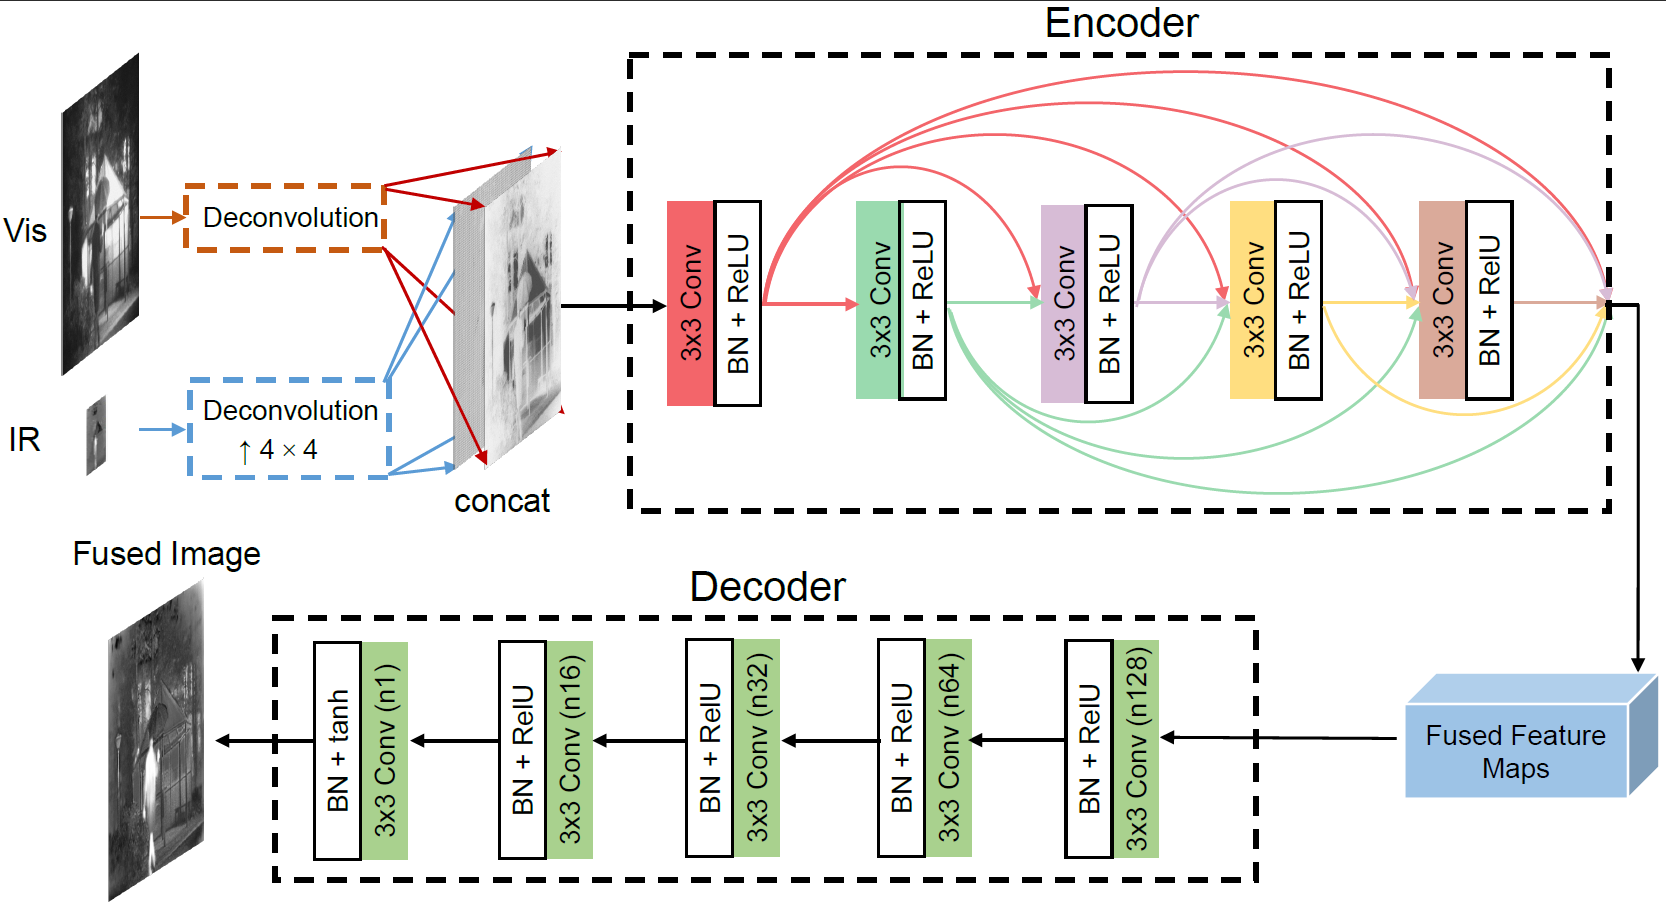 Encoder
Vis
Deconvolution
IR
Deconvolution
↑ 4 × 4
concat
3x3 Conv
BN + ReLU
3x3 Conv
BN + ReLU
3x3 Conv
BN + ReLU
3x3 Conv
BN + ReLU
3x3 Conv
BN + RelU
Fused Image
Decoder
BN + tanh
3x3 Conv (n1)
BN + RelU
3x3 Conv (n16)
BN + RelU
3x3 Conv (n32)
BN + RelU
3x3 Conv (n64)
BN + RelU
3x3 Conv (n128)
Fused Feature
Maps